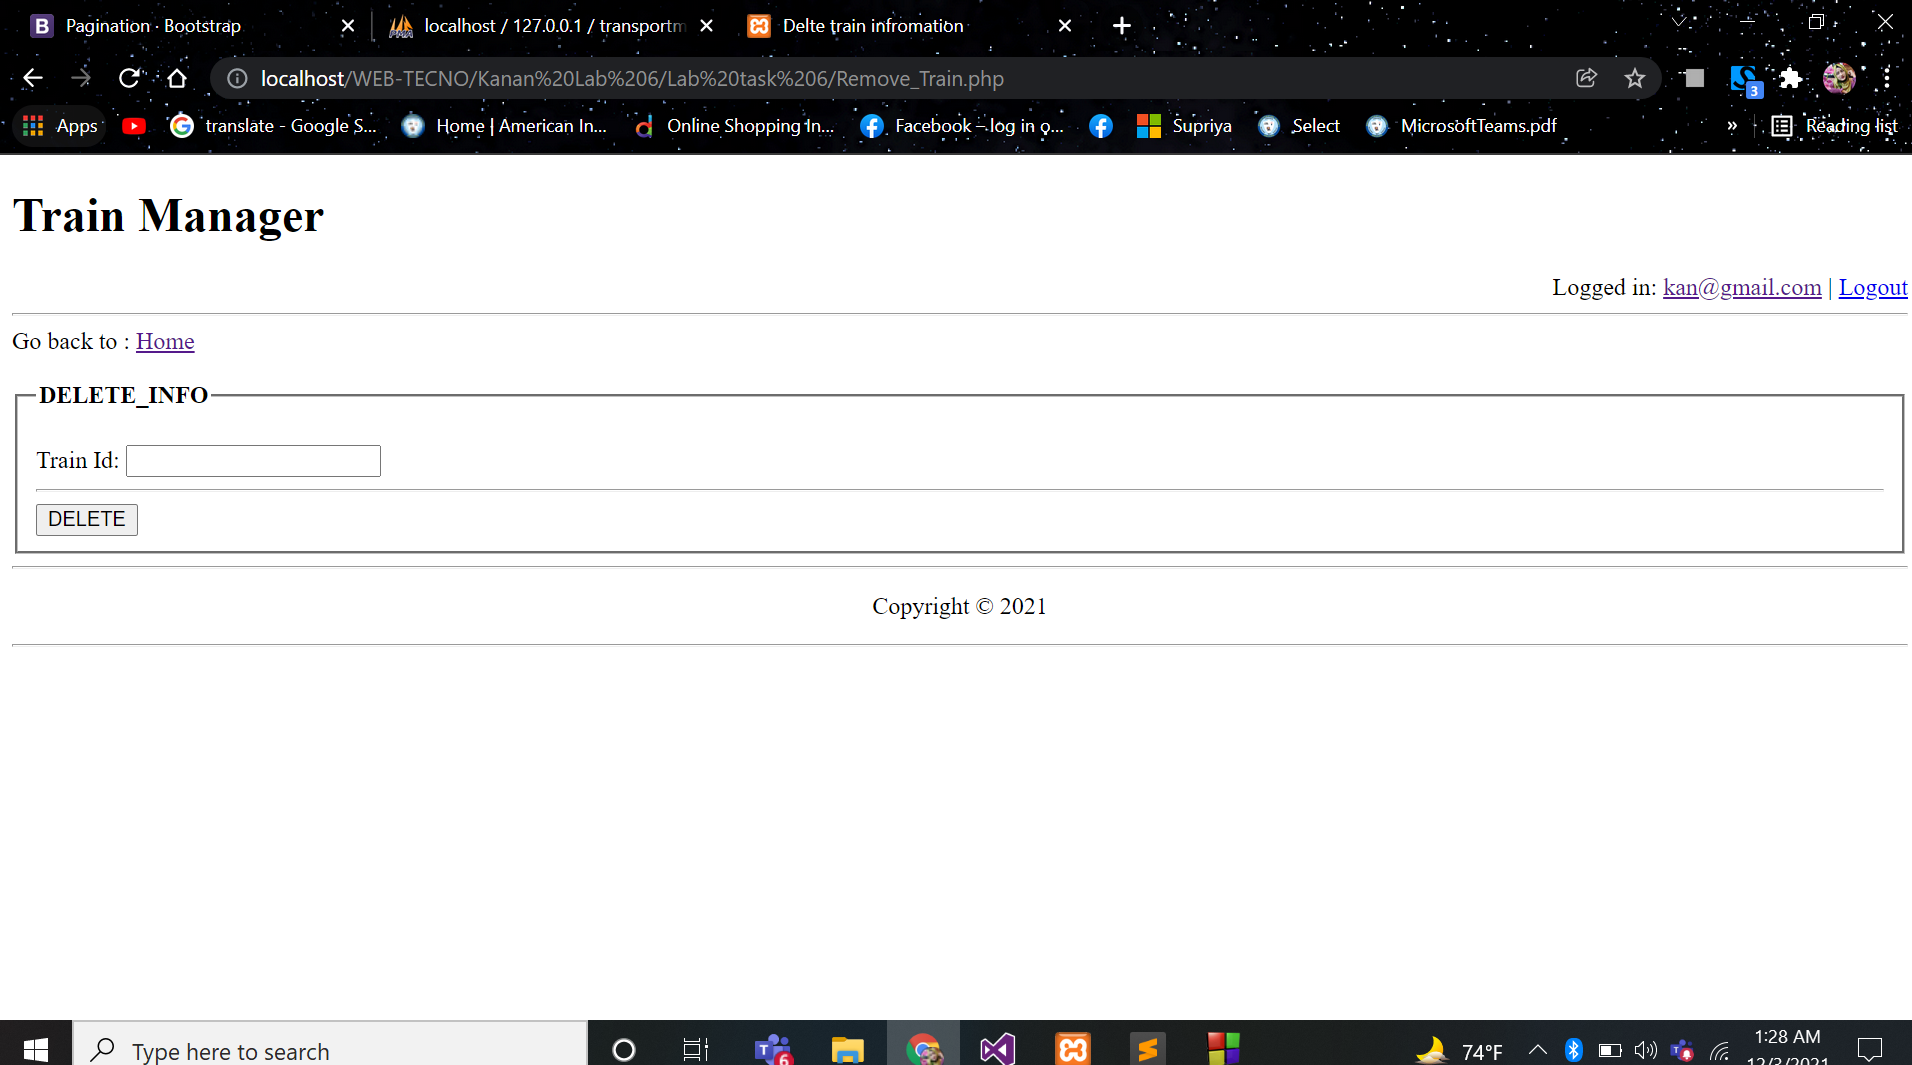 Pagination · Bootstrap
localhost / 127.0.0.1 / transportm
Delte train infromation
localhost/WEB-TECNO/Kanan%20Lab%206/Lab%20task%206/Remove_Train.php
3
Apps
translate - Google S...
Home | American In...
Online Shopping In...
Facebook – log in o...
Supriya
Select
MicrosoftTeams.pdf
»
Reading list
Train Manager
Logged in: kan@gmail.com | Logout
Go back to : Home
DELETE_INFO
Train Id:
DELETE
Copyright © 2021
Type here to search
6
74°F
1:28 AM
12/3/2021